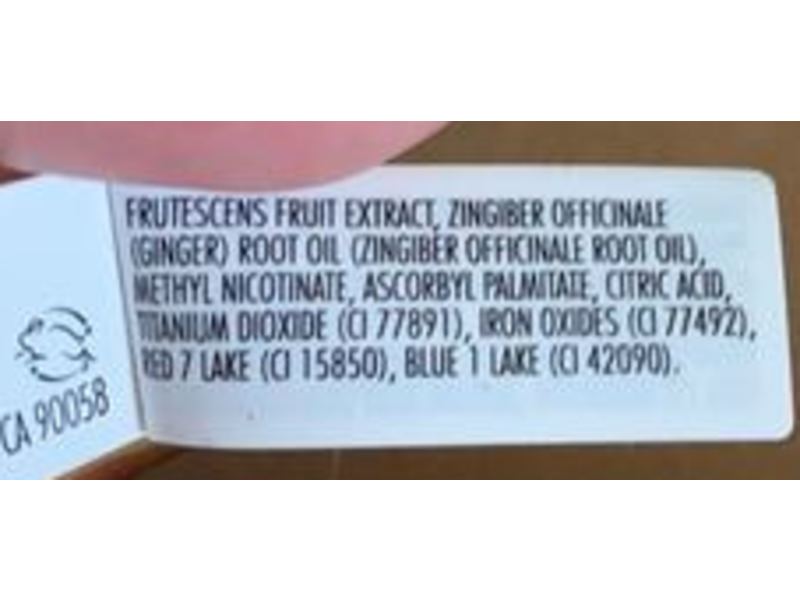 FRUTESCENS FRUIT EXTRACT, ZINGIBER OFFICINALE
(GINGER) ROOT OIL (ZINGIBER OFFICINALE ROOT OIL),
METHYL NICOTINATE, ASCORBYL PALMITATE, CITRIC ACID,
TITANIUM DIOXIDE (CI 77891), IRON OXIDES (CI 77492),
RED 7 LAKE (CI 15850), BLUE 1 LAKE (CI 42090).
CA 90058